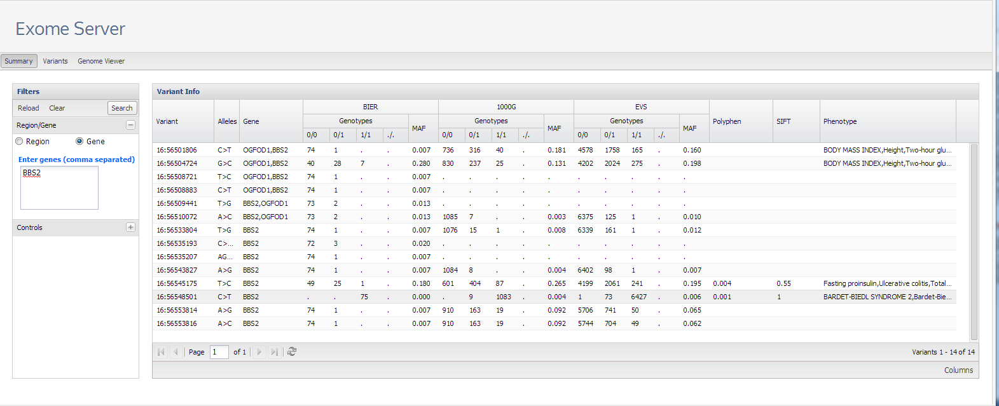 Exome Server
Summary Variants Genome Viewer
Filters
Reload Clear Search
Region/Gene
Region Gene
Enter genes (comma separated)
BBS2
Controls
Variant Info
BIER 1000G EVS
Variant Alleles Gene Genotypes MAF Genotypes MAF Genotypes MAF Polyphen SIFT Phenotype
0/0 0/1 1/1 ./. 0/0 0/1 1/1 ./. 0/0 0/1 1/1 ./.
16:56501806 C>T OGFOD1,BBS2 74 1 . . 0.007 736 316 40 . 0.181 4578 1758 165 . 0.160 BODY MASS INDEX,Height,Two-hour glu...
16:56504724 G>C OGFOD1,BBS2 40 28 7 . 0.280 830 237 25 . 0.131 4202 2024 275 . 0.198 BODY MASS INDEX,Height,Two-hour glu...
16:56508721 T>C OGFOD1,BBS2 74 1 . . 0.007 . . . . . . . . . .
16:56508883 C>T OGFOD1,BBS2 74 1 . . 0.007 . . . . . . . . . .
16:56509441 T>G BBS2,OGFOD1 73 2 . . 0.013 . . . . . . . . . .
16:56510072 A>C BBS2,OGFOD1 73 2 . . 0.013 1085 7 . . 0.003 6375 125 1 . 0.010
16:56533804 T>G BBS2 74 1 . . 0.007 1076 15 1 . 0.008 6339 161 1 . 0.012
16:56535193 C>... BBS2 72 3 . . 0.020 . . . . . . . . . .
16:56535207 AG... BBS2 74 1 . . 0.007 . . . . . . . . . .
16:56543827 A>G BBS2 74 1 . . 0.007 1084 8 . . 0.004 6402 98 1 . 0.007
16:56545175 T>C BBS2 49 25 1 . 0.180 601 404 87 . 0.265 4199 2061 241 . 0.195 0.004 0.55 Fasting proinsulin,Ulcerative colitis,Total...
16:56548501 C>T BBS2 . . 75 . 0.000 . 9 1083 . 0.004 1 73 6427 . 0.006 0.001 1 BARDET-BIEDL SYNDROME 2,Bardet-Bie...
16:56553814 A>G BBS2 74 1 . . 0.007 910 163 19 . 0.092 5706 741 50 . 0.065
16:56553816 A>C BBS2 74 1 . . 0.007 910 163 19 . 0.092 5744 704 49 . 0.062
Page 1 of 1 Variants 1 - 14 of 14
Columns